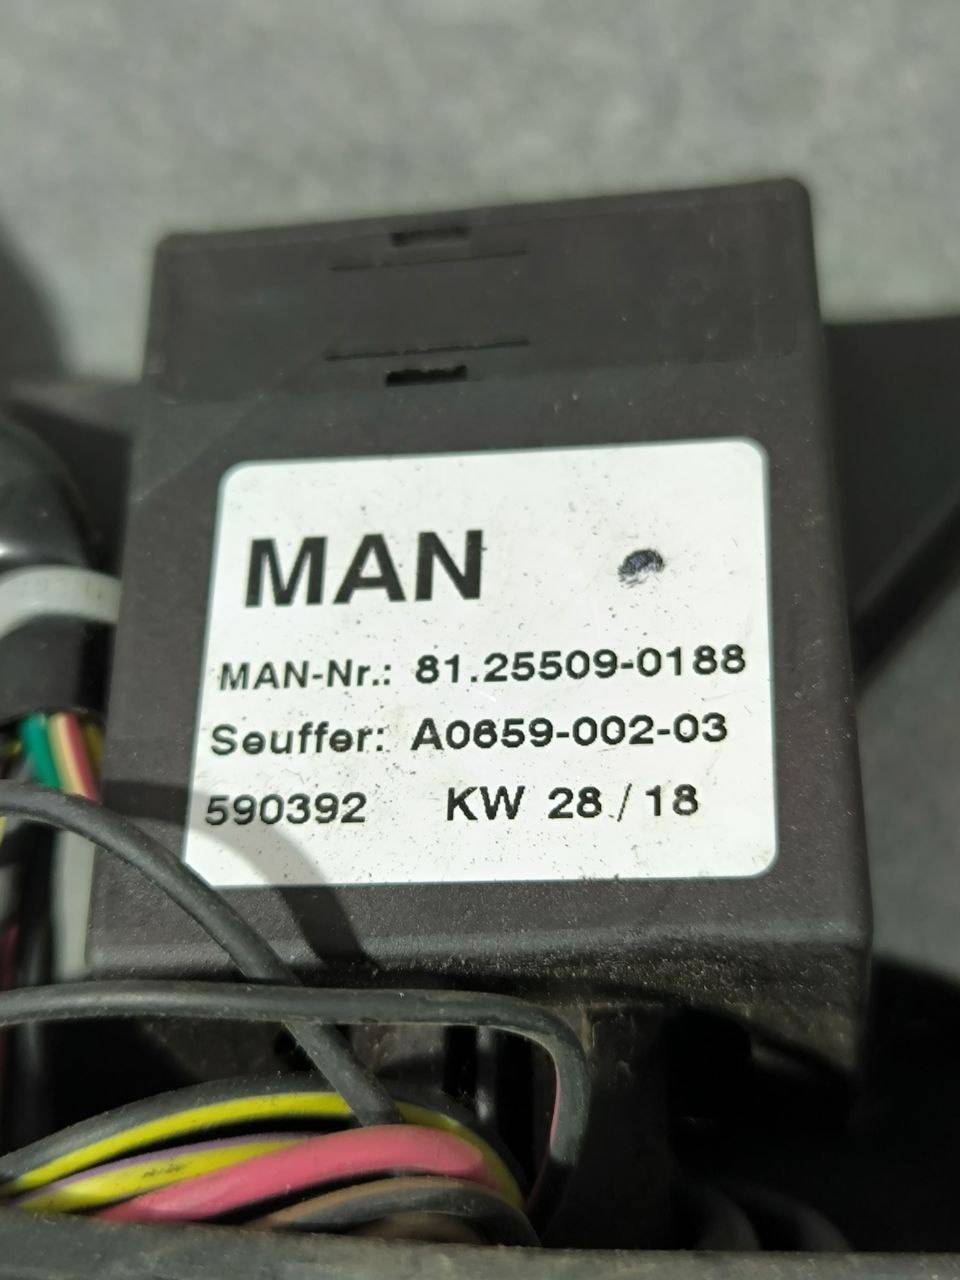 MAN
MAN-Nr.: 81.25509-0188
Seuffer: A0659-002-03
590392 KW 28/18